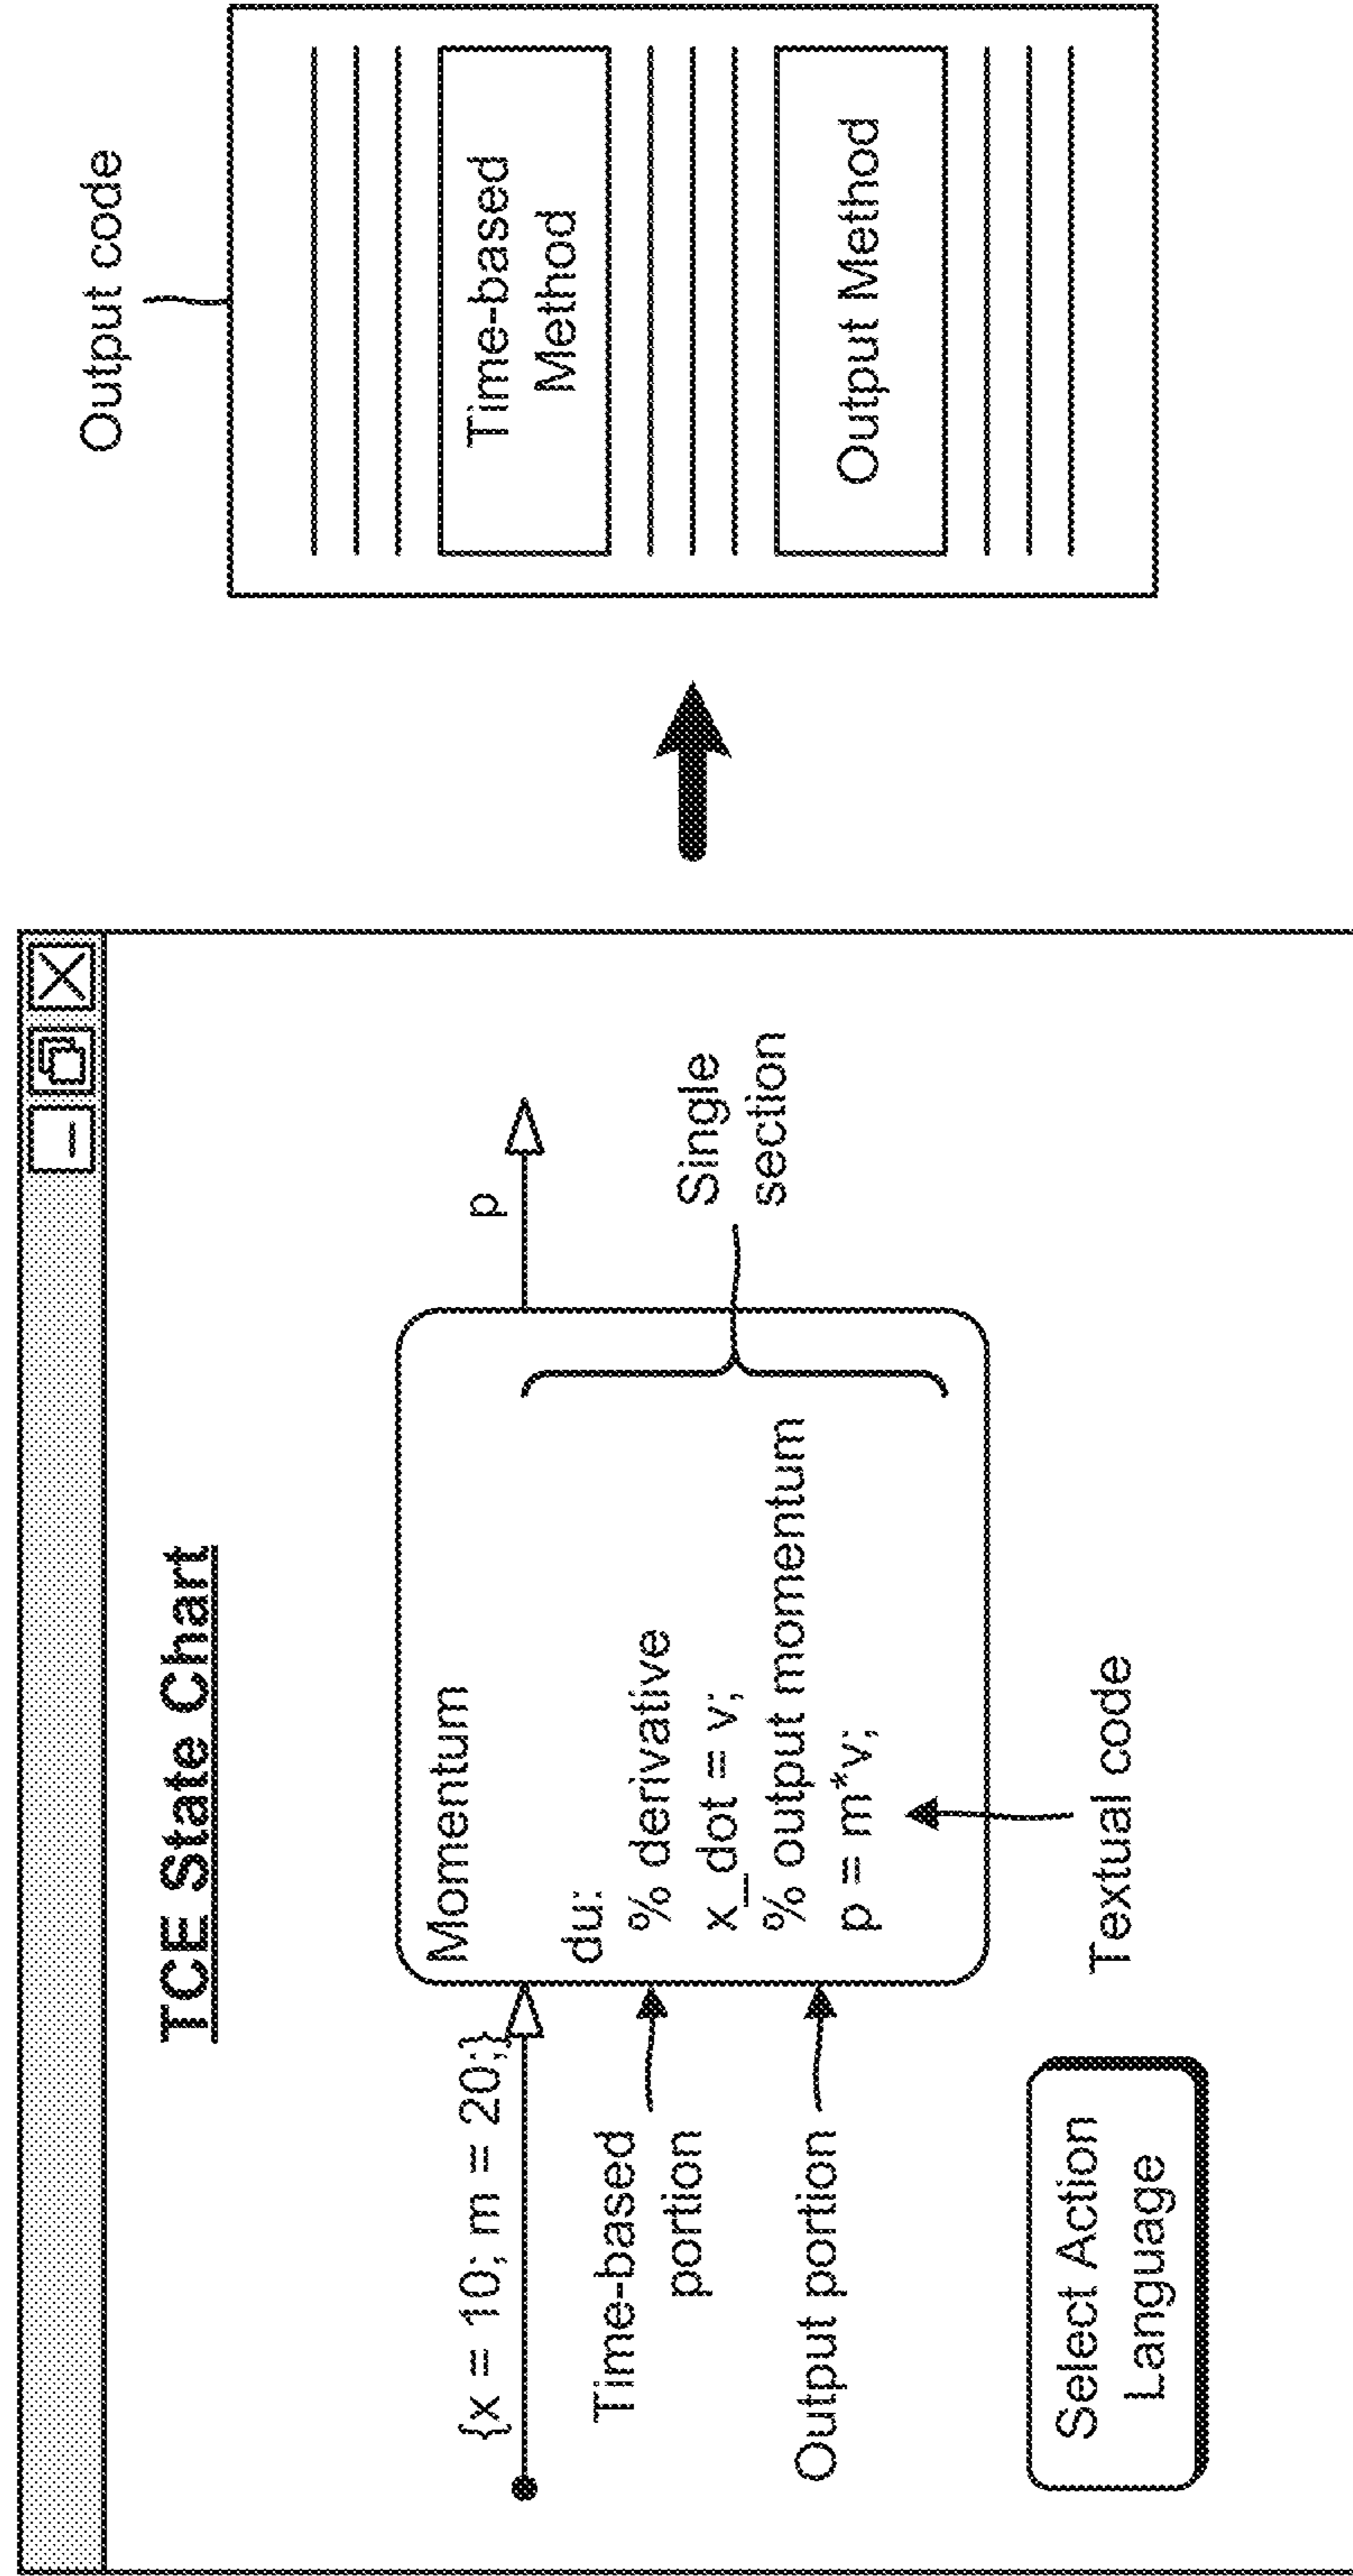 TCE State Chart
{x = 10; m = 20;}
p
Momentum
du:
% derivative
x_dot = v;
% output momentum
p = m*v;
Time-based
portion
Output portion
Single
section
Textual code
Select Action
Language
Output code
Time-based
Method
Output Method